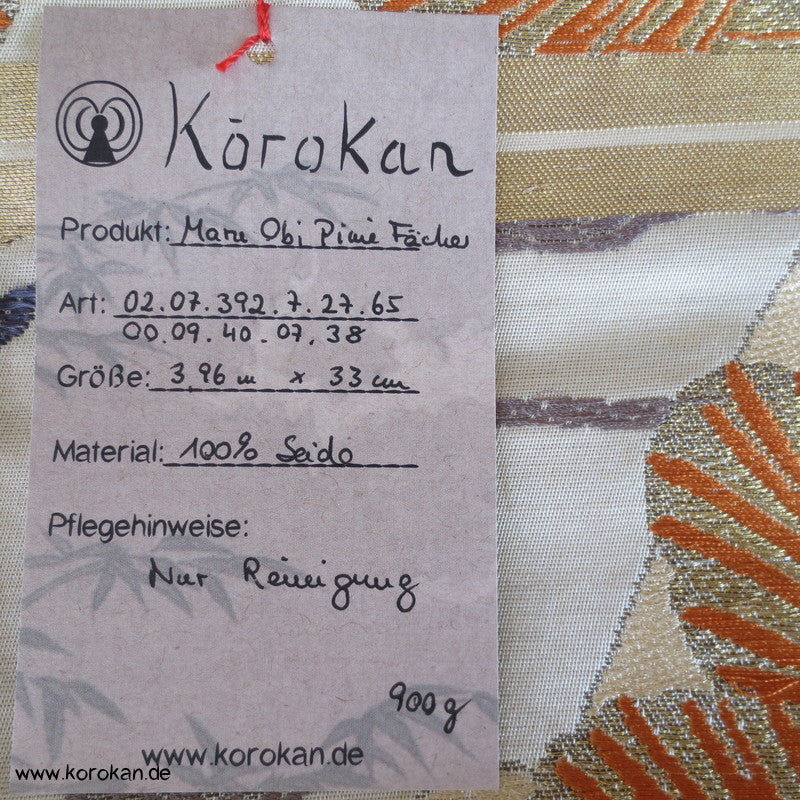 Kōrokan
Produkt: Maru Obi Pinie Fächer
Art: 02.07.392.7.27.65
00.09.40.07.38
Größe: 3,96 m x 33 cm
Material: 100% Seide
Pflegehinweise:
Nur Reinigung
900 g
www.korokan.de
www.korokan.de